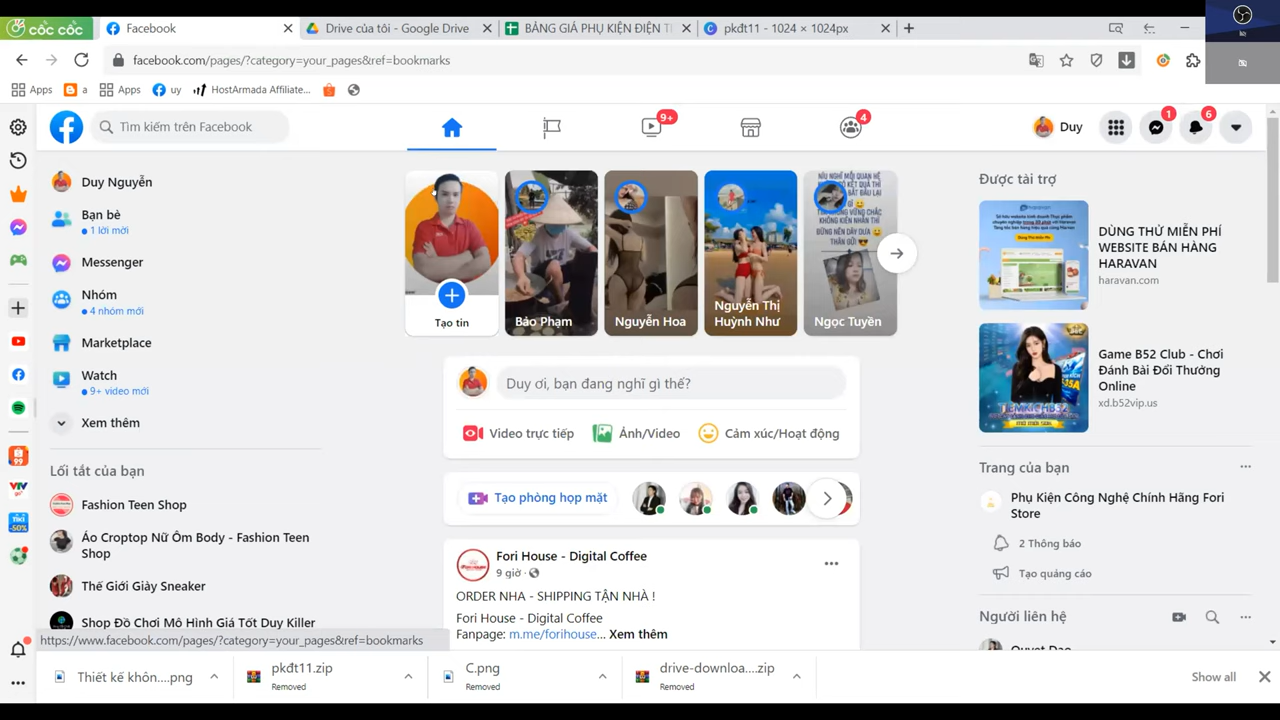 cốc cốc
Facebook
Drive của tôi - Google Drive
BẢNG GIÁ PHỤ KIỆN ĐIỆN T
pkđt11 - 1024 × 1024px
facebook.com/pages/?category=your_pages&ref=bookmarks
Apps
a
Apps
uy
HostArmada Affiliate...
Tìm kiếm trên Facebook
9+
4
Duy
1
6
Duy Nguyễn
Bạn bè
1 lời mời
Messenger
Nhóm
4 nhóm mới
Marketplace
Watch
9+ video mới
Xem thêm
Lối tắt của bạn
Fashion Teen Shop
Áo Croptop Nữ Ôm Body - Fashion Teen
Shop
Thế Giới Giày Sneaker
Shop Đồ Chơi Mô Hình Giá Tốt Duy Killer
https://www.facebook.com/pages/?category=your_pages&ref=bookmarks
Tạo tin
Bảo Phạm
Nguyễn Hoa
Nguyễn Thị
Huỳnh Như
Ngọc Tuyền
Duy ơi, bạn đang nghĩ gì thế?
Video trực tiếp
Ảnh/Video
Cảm xúc/Hoạt động
Tạo phòng họp mặt
Fori House - Digital Coffee
9 giờ
ORDER NHA - SHIPPING TẬN NHÀ !
Fori House - Digital Coffee
Fanpage: m.me/forihouse... Xem thêm
Được tài trợ
DÙNG THỬ MIỄN PHÍ
WEBSITE BÁN HÀNG
HARAVAN
haravan.com
Game B52 Club - Chơi
Đánh Bài Đổi Thưởng
Online
xd.b52vip.us
Trang của bạn
Phụ Kiện Công Nghệ Chính Hãng Fori
Store
2 Thông báo
Tạo quảng cáo
Người liên hệ
Quyet Dao
Thiết kế khôn....png
pkđt11.zip
Removed
C.png
Removed
drive-downloa....zip
Removed
Show all